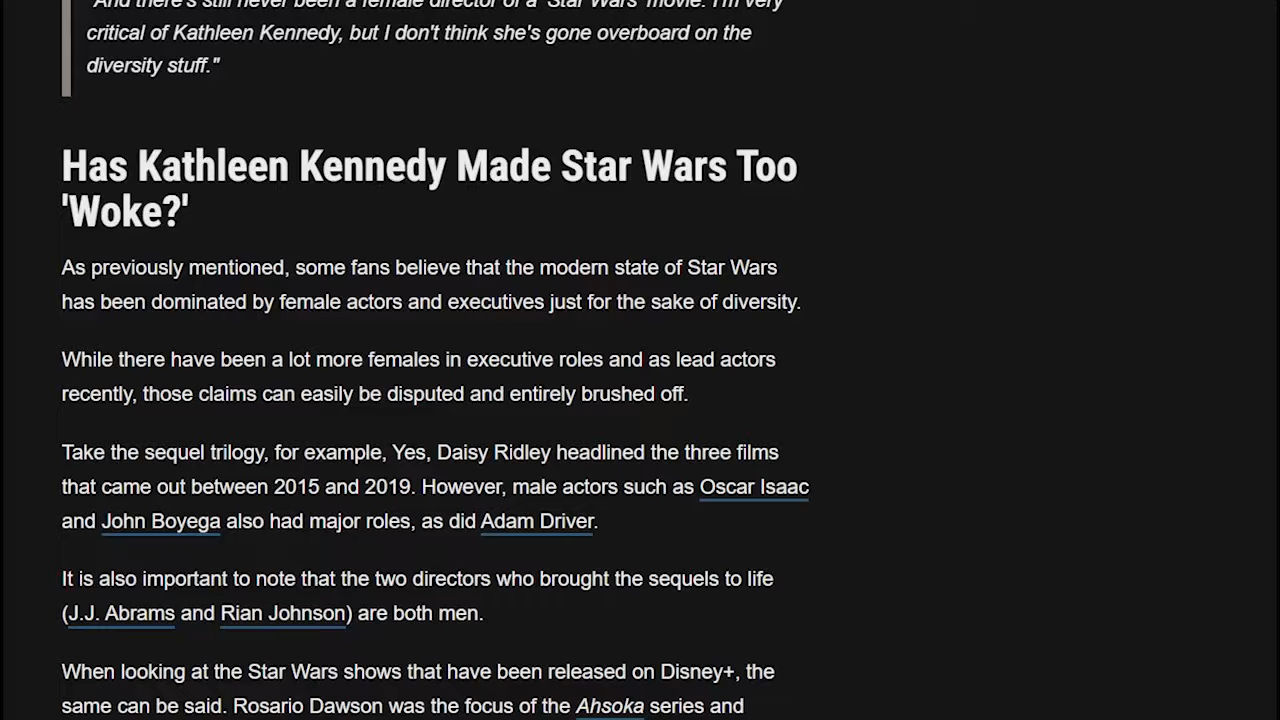 "And there's still never been a female director of a 'Star Wars' movie. I'm very
critical of Kathleen Kennedy, but I don't think she's gone overboard on the
diversity stuff."
Has Kathleen Kennedy Made Star Wars Too
'Woke?'
As previously mentioned, some fans believe that the modern state of Star Wars
has been dominated by female actors and executives just for the sake of diversity.
While there have been a lot more females in executive roles and as lead actors
recently, those claims can easily be disputed and entirely brushed off.
Take the sequel trilogy, for example, Yes, Daisy Ridley headlined the three films
that came out between 2015 and 2019. However, male actors such as Oscar Isaac
and John Boyega also had major roles, as did Adam Driver.
It is also important to note that the two directors who brought the sequels to life
(J.J. Abrams and Rian Johnson) are both men.
When looking at the Star Wars shows that have been released on Disney+, the
same can be said. Rosario Dawson was the focus of the Ahsoka series and